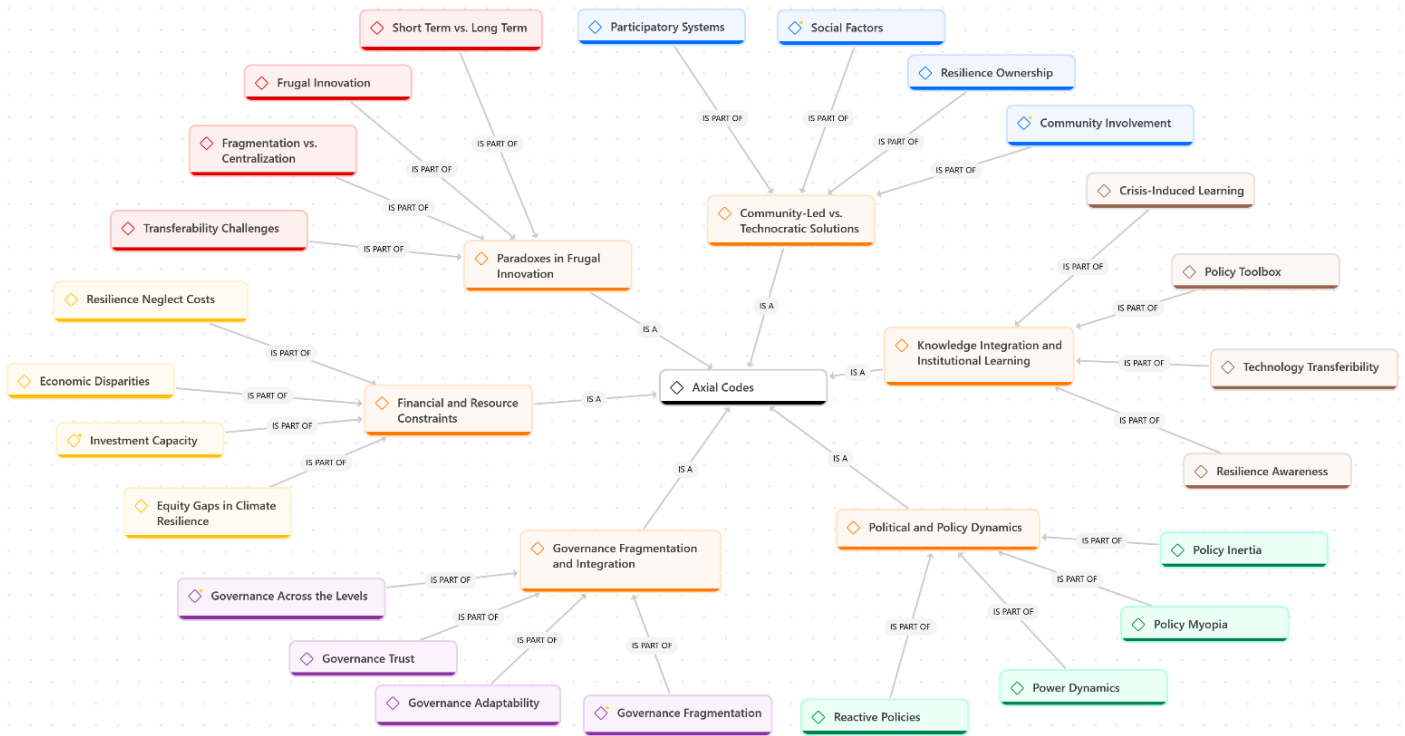 Short Term vs. Long Term
Participatory Systems
Social Factors
Frugal Innovation
Resilience Ownership
Fragmentation vs.
Centralization
Community Involvement
IS PART OF
IS PART OF
IS PART OF
IS PART OF
IS PART OF
IS PART OF
IS PART OF
Crisis-Induced Learning
IS PART OF
Transferability Challenges
Community-Led vs.
Technocratic Solutions
IS PART OF
Paradoxes in Frugal
Innovation
IS PART OF
Policy Toolbox
Resilience Neglect Costs
IS A
IS PART OF
IS A
Knowledge Integration and
Institutional Learning
IS PART OF
IS PART OF
Technology Transferibility
Economic Disparities
IS A
Axial Codes
IS PART OF
IS A
Financial and Resource
Constraints
IS PART OF
IS PART OF
Investment Capacity
IS A
IS PART OF
IS A
Resilience Awareness
Equity Gaps in Climate
Resilience
Political and Policy Dynamics
Governance Fragmentation
and Integration
IS PART OF
Policy Inertia
IS PART OF
IS PART OF
Governance Across the Levels
IS PART OF
IS PART OF
IS PART OF
Policy Myopia
IS PART OF
IS PART OF
Governance Trust
Power Dynamics
Governance Adaptability
Governance Fragmentation
Reactive Policies